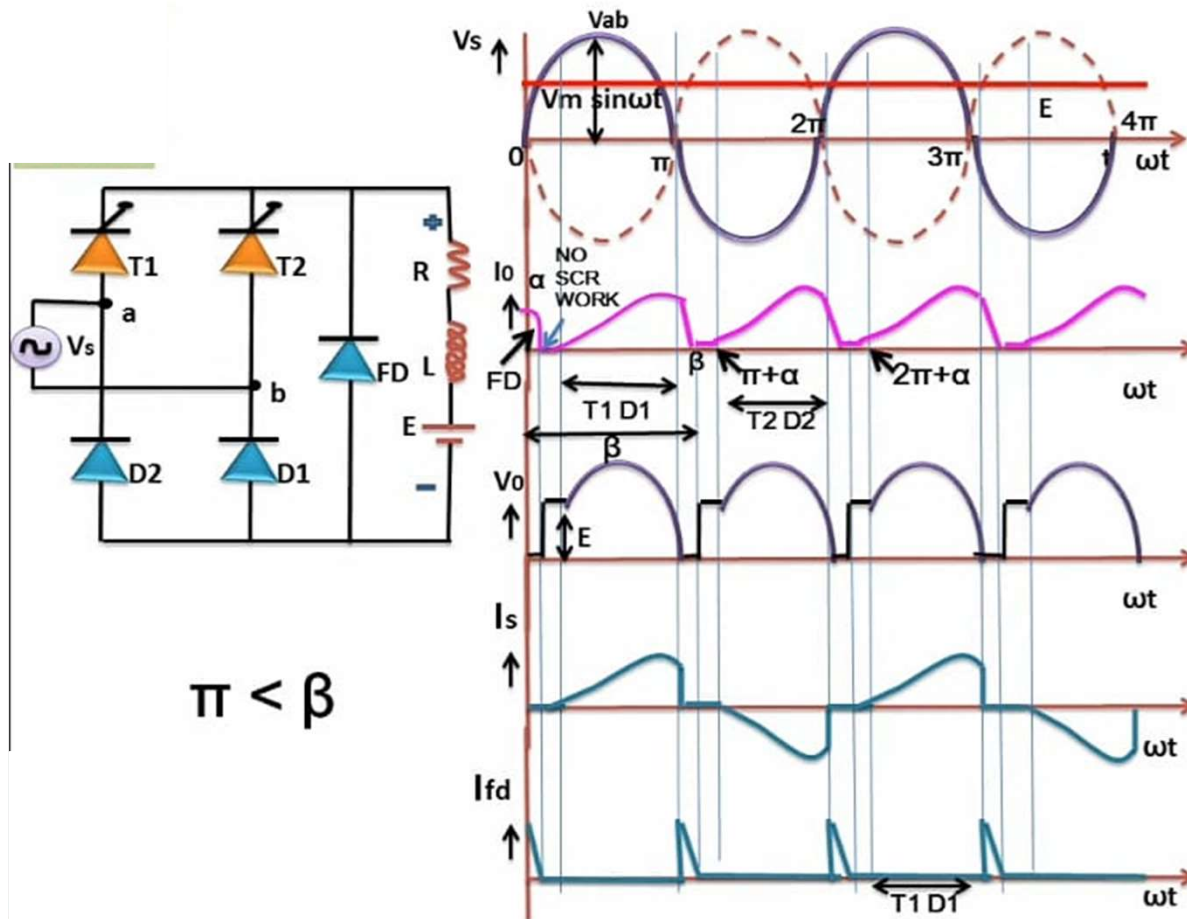 Vab
Vs
Vm sinωt
E
0
π
2π
3π
4π
t
ωt
T1
T2
a
Vs
b
FD
R
L
E
D2
D1
I0
α
NO
SCR
WORK
FD
β
π+α
2π+α
ωt
T1 D1
T2 D2
β
V0
E
ωt
Is
π < β
ωt
Ifd
T1 D1
ωt